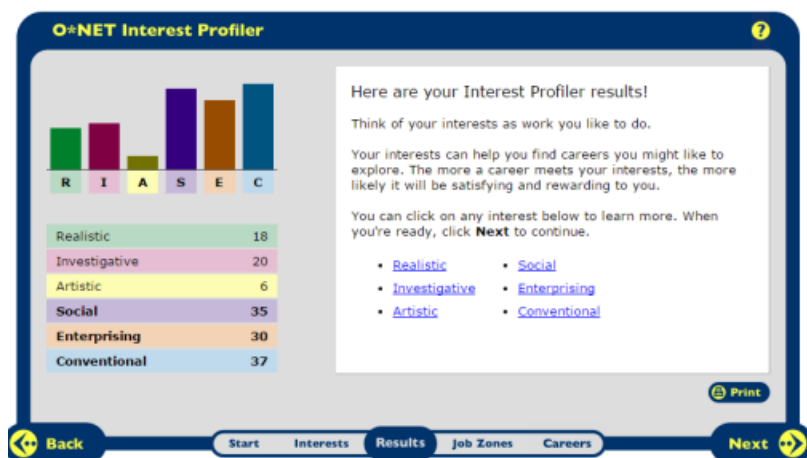 O*NET Interest Profiler
?
R I A S E C
Realistic 18
Investigative 20
Artistic 6
Social 35
Enterprising 30
Conventional 37
Here are your Interest Profiler results!
Think of your interests as work you like to do.
Your interests can help you find careers you might like to
explore. The more a career meets your interests, the more
likely it will be satisfying and rewarding to you.
You can click on any interest below to learn more. When
you're ready, click Next to continue.
• Realistic • Social
• Investigative • Enterprising
• Artistic • Conventional
Print
Back Start Interests Results Job Zones Careers Next